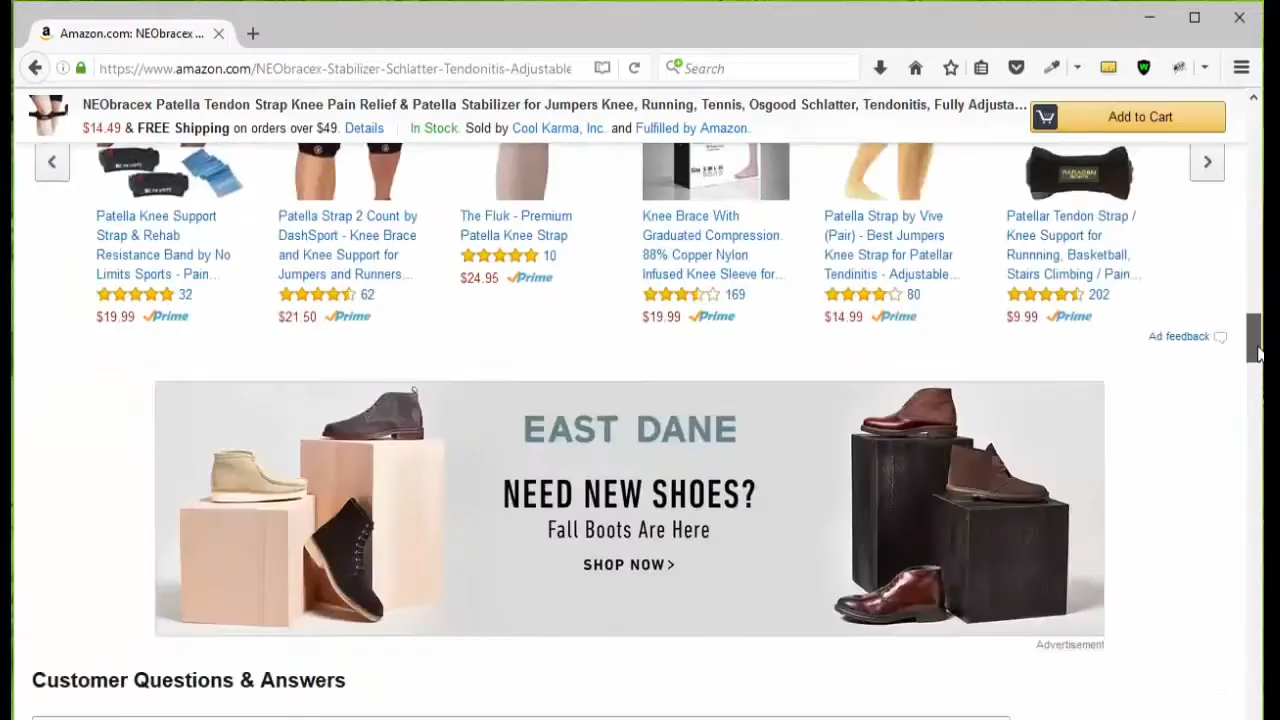 Amazon.com: NEObracex ...
https://www.amazon.com/NEObracex-Stabilizer-Schlatter-Tendonitis-Adjustable
Search
NEObracex Patella Tendon Strap Knee Pain Relief & Patella Stabilizer for Jumpers Knee, Running, Tennis, Osgood Schlatter, Tendonitis, Fully Adjusta...
$14.49 & FREE Shipping on orders over $49. Details
In Stock. Sold by Cool Karma, Inc. and Fulfilled by Amazon.
Add to Cart
Patella Knee Support
Strap & Rehab
Resistance Band by No
Limits Sports - Pain...
32
$19.99 Prime
Patella Strap 2 Count by
DashSport - Knee Brace
and Knee Support for
Jumpers and Runners...
62
$21.50 Prime
The Fluk - Premium
Patella Knee Strap
10
$24.95 Prime
Knee Brace With
Graduated Compression.
88% Copper Nylon
Infused Knee Sleeve for...
169
$19.99 Prime
Patella Strap by Vive
(Pair) - Best Jumpers
Knee Strap for Patellar
Tendinitis - Adjustable...
80
$14.99 Prime
PARAGON
Patellar Tendon Strap /
Knee Support for
Runnning, Basketball,
Stairs Climbing / Pain...
202
$9.99 Prime
Ad feedback
EAST DANE
NEED NEW SHOES?
Fall Boots Are Here
SHOP NOW>
Advertisement
Customer Questions & Answers